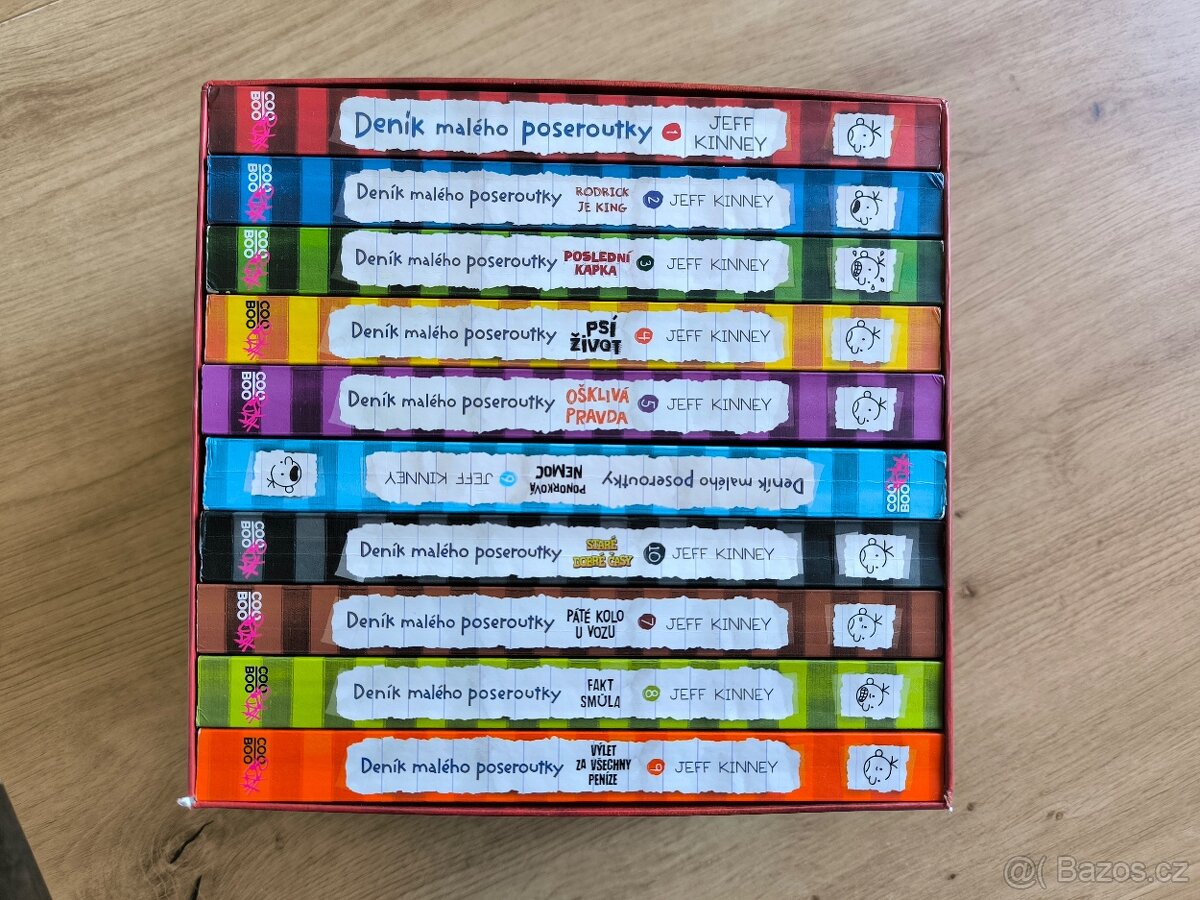 COO BOO Deník malého poseroutky 1 JEFF KINNEY
COO BOO Deník malého poseroutky RODRICK JE KING 2 JEFF KINNEY
COO BOO Deník malého poseroutky POSLEDNÍ KAPKA 3 JEFF KINNEY
COO BOO Deník malého poseroutky PSÍ ŽIVOT 4 JEFF KINNEY
COO BOO Deník malého poseroutky OŠKLIVÁ PRAVDA 5 JEFF KINNEY
COO BOO Deník malého poseroutky PONORKOVÁ NEMOC 6 JEFF KINNEY
COO BOO Deník malého poseroutky STARÉ DOBRÉ ČASY 10 JEFF KINNEY
COO BOO Deník malého poseroutky PÁTÉ KOLO U VOZU 7 JEFF KINNEY
COO BOO Deník malého poseroutky FAKT SMŮLA 8 JEFF KINNEY
COO BOO Deník malého poseroutky VÝLET ZA VŠECHNY PENÍZE 9 JEFF KINNEY
Bazos.cz